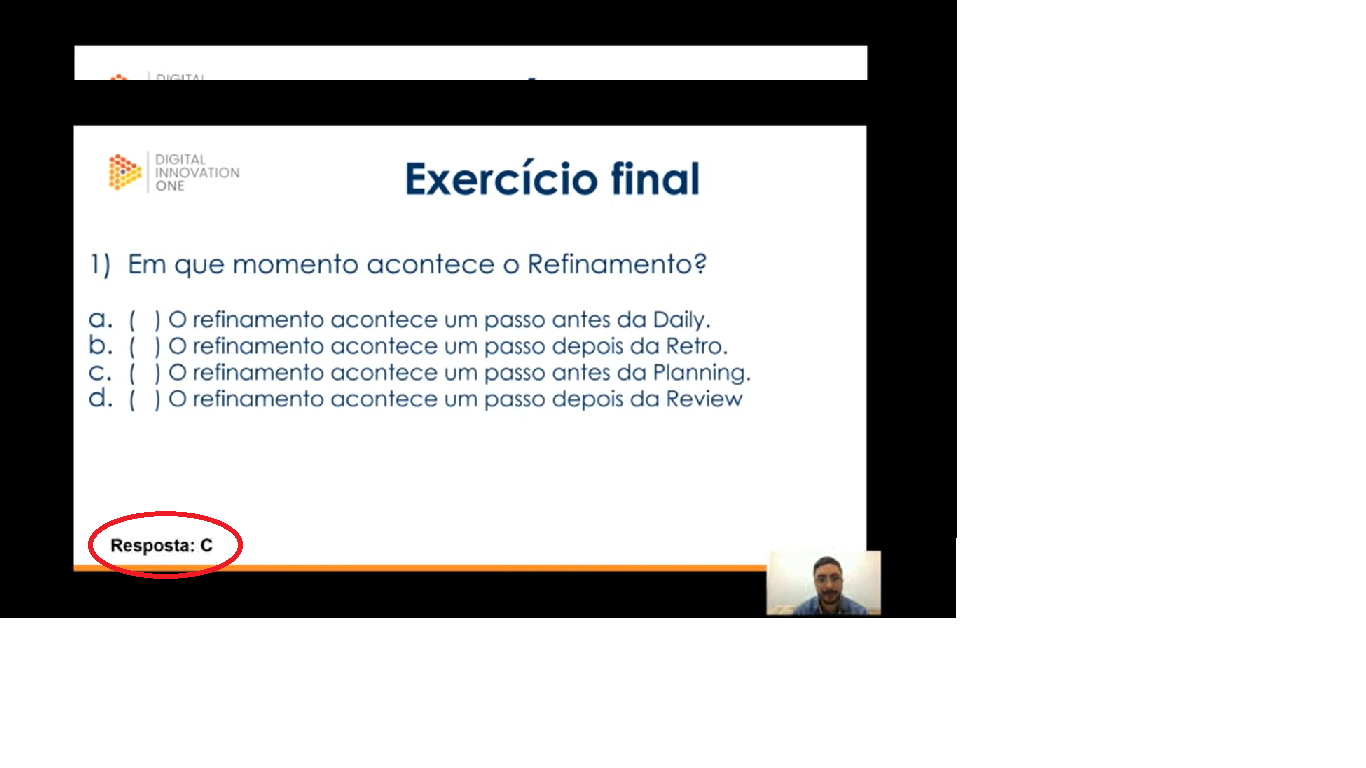 DIGITAL
DIGITAL
INNOVATION
ONE
Exercício final
1) Em que momento acontece o Refinamento?
a. ( ) O refinamento acontece um passo antes da Daily.
b. ( ) O refinamento acontece um passo depois da Retro.
c. ( ) O refinamento acontece um passo antes da Planning.
d. ( ) O refinamento acontece um passo depois da Review
Resposta: C